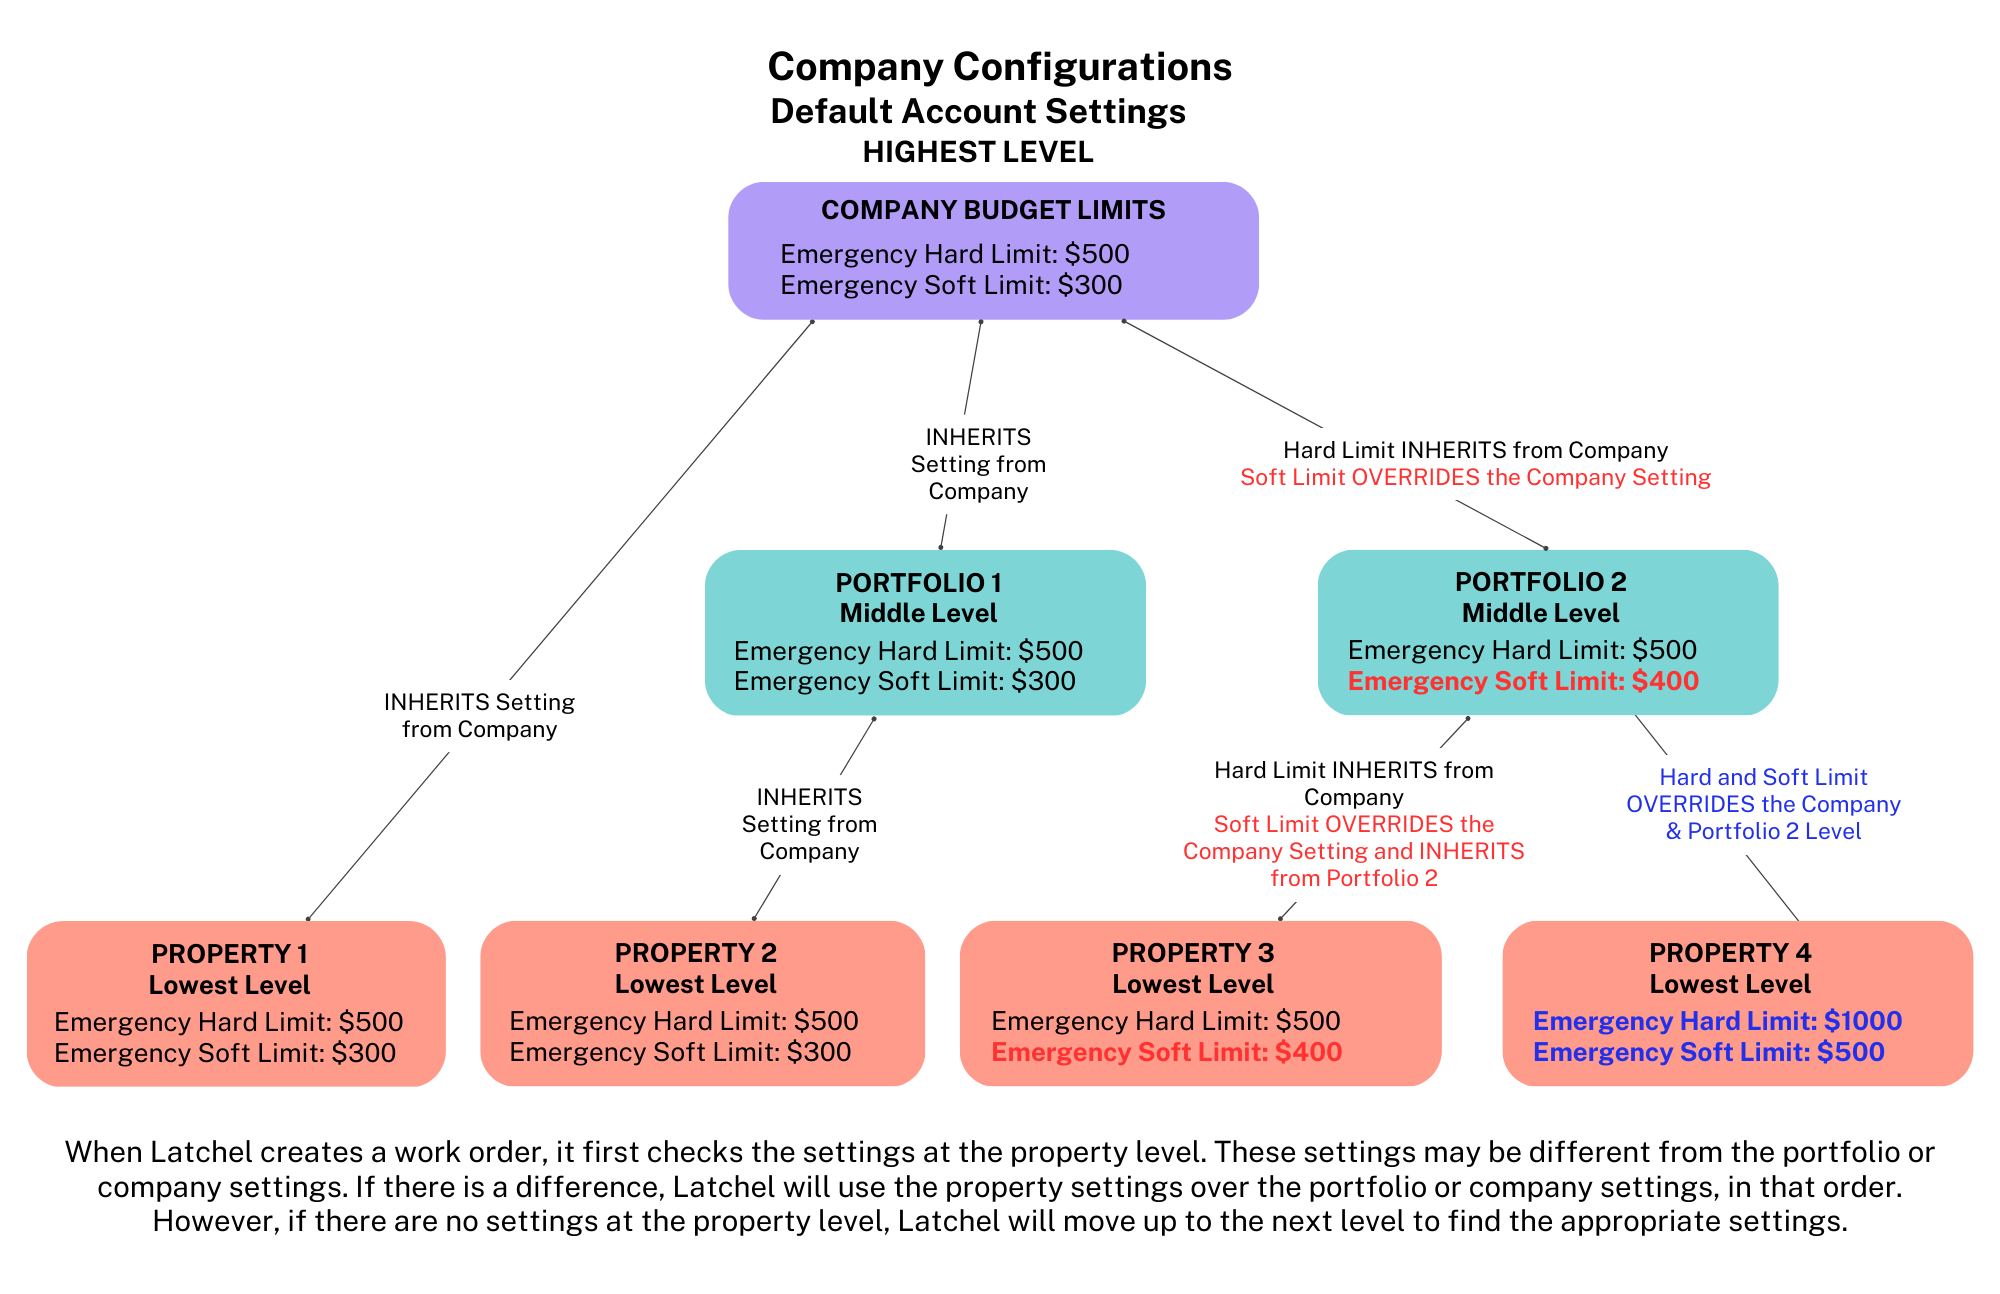 Company Configurations
Default Account Settings
HIGHEST LEVEL
COMPANY BUDGET LIMITS
Emergency Hard Limit: $500
Emergency Soft Limit: $300
INHERITS
Setting from
Company
Hard Limit INHERITS from Company
Soft Limit OVERRIDES the Company Setting
PORTFOLIO 1
Middle Level
Emergency Hard Limit: $500
Emergency Soft Limit: $300
PORTFOLIO 2
Middle Level
Emergency Hard Limit: $500
Emergency Soft Limit: $400
INHERITS Setting
from Company
INHERITS
Setting from
Company
Hard Limit INHERITS from
Company
Soft Limit OVERRIDES the
Company Setting and INHERITS
from Portfolio 2
Hard and Soft Limit
OVERRIDES the Company
& Portfolio 2 Level
PROPERTY 1
Lowest Level
Emergency Hard Limit: $500
Emergency Soft Limit: $300
PROPERTY 2
Lowest Level
Emergency Hard Limit: $500
Emergency Soft Limit: $300
PROPERTY 3
Lowest Level
Emergency Hard Limit: $500
Emergency Soft Limit: $400
PROPERTY 4
Lowest Level
Emergency Hard Limit: $1000
Emergency Soft Limit: $500
When Latchel creates a work order, it first checks the settings at the property level. These settings may be different from the portfolio or
company settings. If there is a difference, Latchel will use the property settings over the portfolio or company settings, in that order.
However, if there are no settings at the property level, Latchel will move up to the next level to find the appropriate settings.